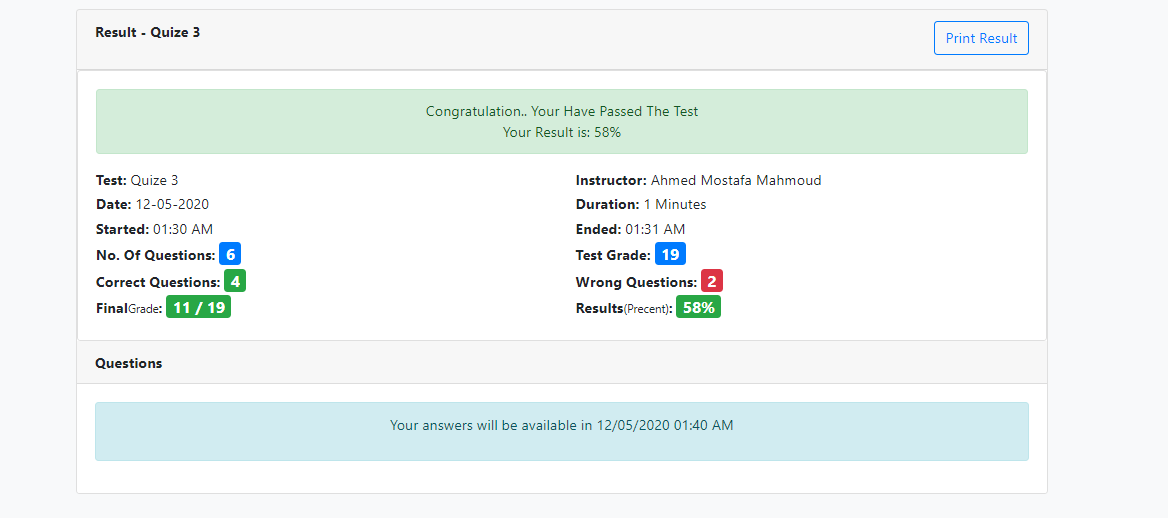 Result - Quize 3
Print Result
Congratulation.. Your Have Passed The Test
Your Result is: 58%
Test: Quize 3
Instructor: Ahmed Mostafa Mahmoud
Date: 12-05-2020
Duration: 1 Minutes
Started: 01:30 AM
Ended: 01:31 AM
No. Of Questions: 6
Test Grade: 19
Correct Questions: 4
Wrong Questions: 2
FinalGrade: 11 / 19
Results(Precent): 58%
Questions
Your answers will be available in 12/05/2020 01:40 AM